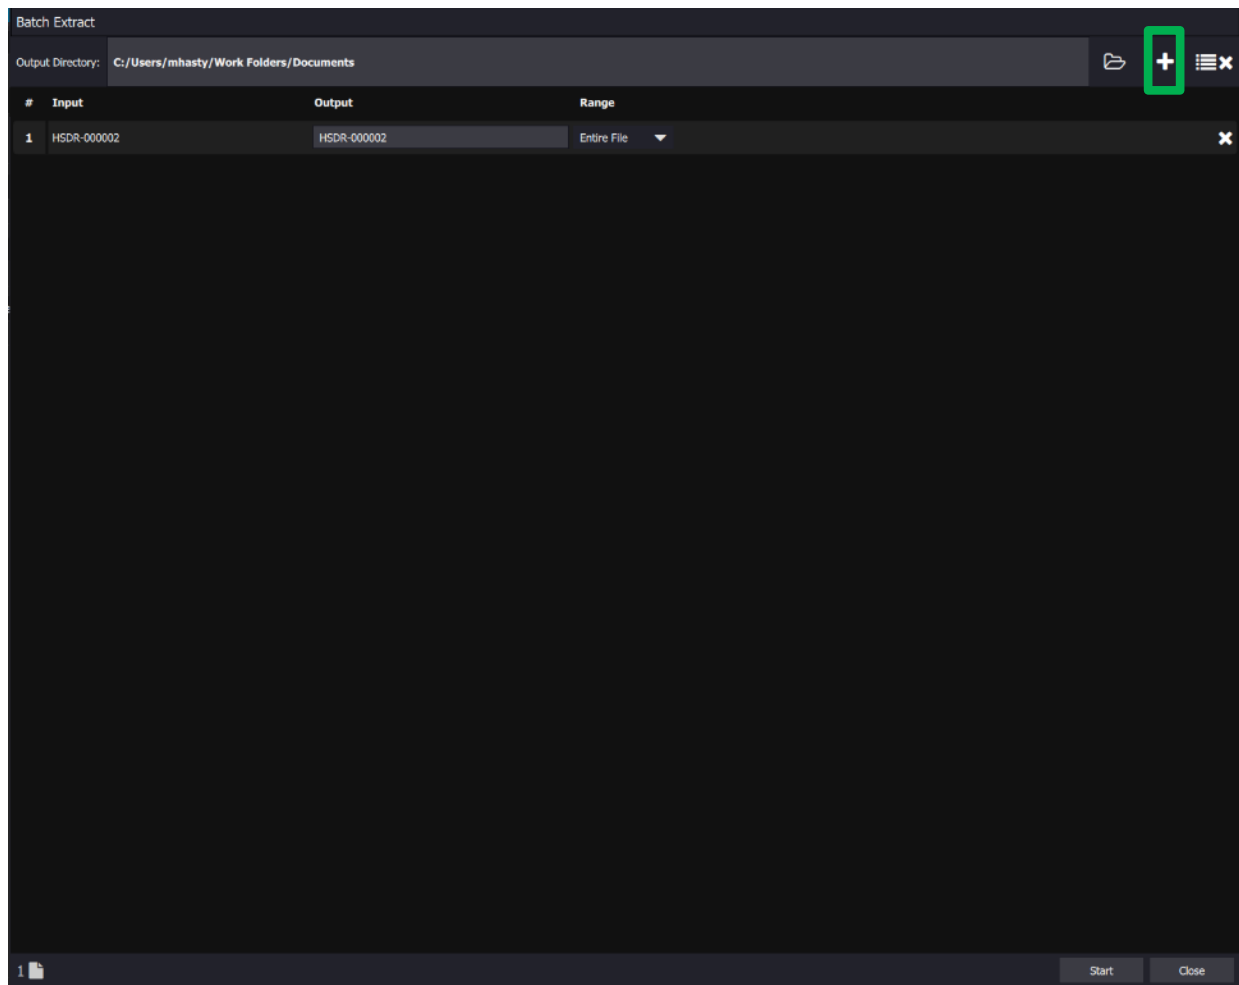 Batch Extract
Output Directory: C:/Users/mhasty/Work Folders/Documents
# Input Output Range
1 HSDR-000002 HSDR-000002 Entire File
1 Start Close